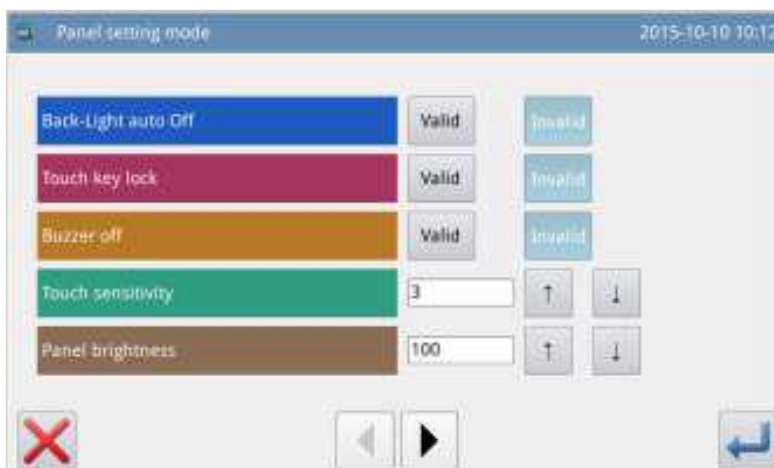 Panel setting mode 2015-10-10 10:12
Back-Light auto Off Valid Invalid
Touch key lock Valid Invalid
Buzzer off Valid Invalid
Touch sensitivity 3 ↑ ↓
Panel brightness 100 ↑ ↓